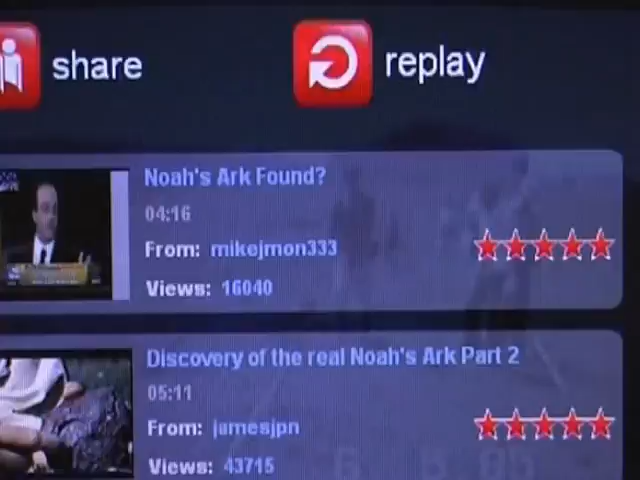 share
replay
Noah's Ark Found?
04:16
From: mikejmon333
Views: 16040
Discovery of the real Noah's Ark Part 2
05:11
From: jamesjpn
Views: 43715